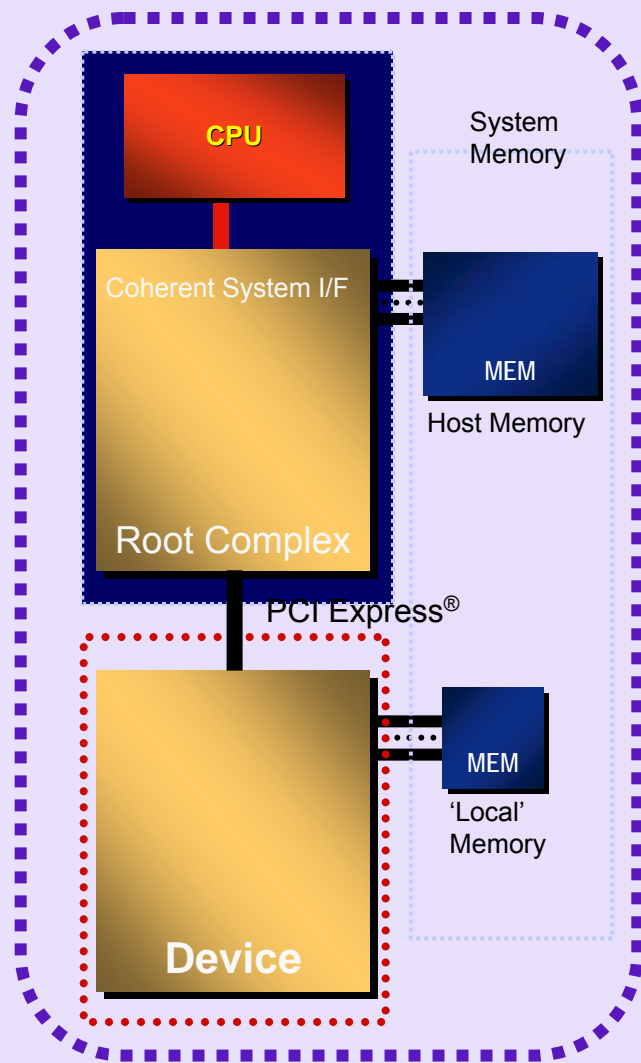 CPU
System
Memory
Coherent System I/F
MEM
Host Memory
Root Complex
PCI Express®
MEM
‘Local’
Memory
Device